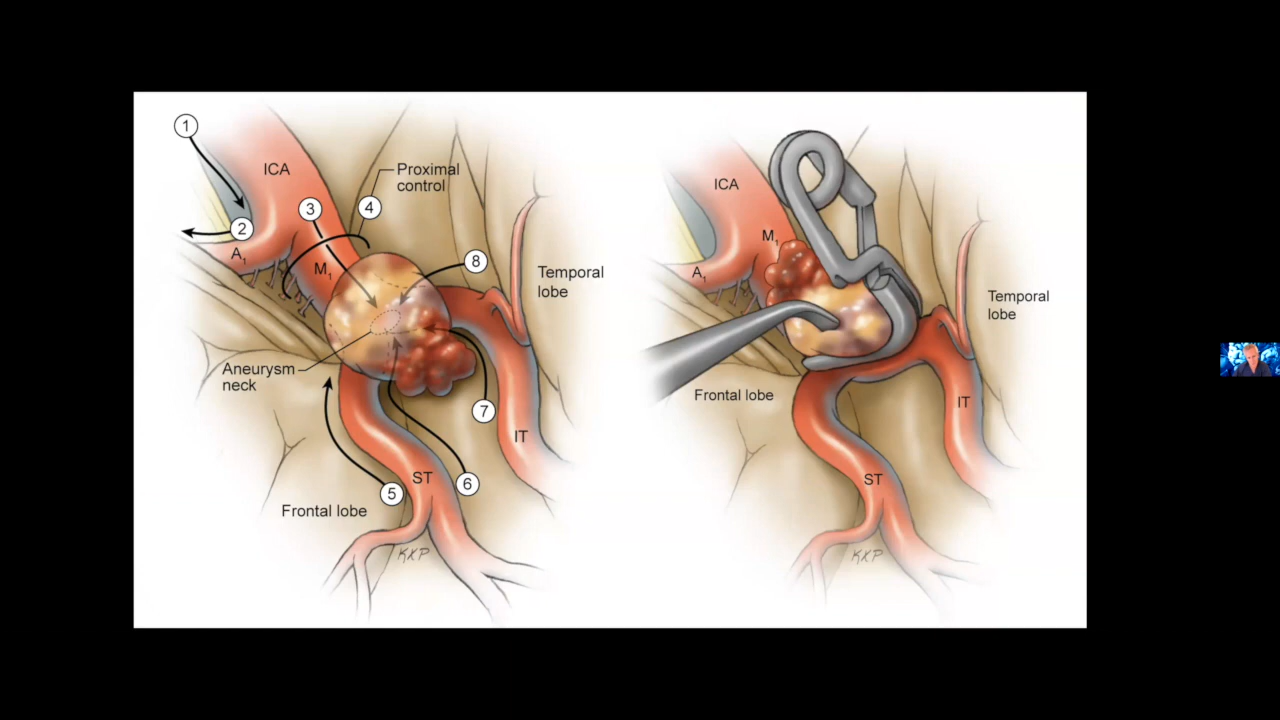 1
ICA
Proximal
control
3
4
2
A1
M1
8
Temporal
lobe
Aneurysm
neck
7
IT
ST
6
5
Frontal lobe
KXP
ICA
M1
A1
Temporal
lobe
Frontal lobe
IT
ST
KXP